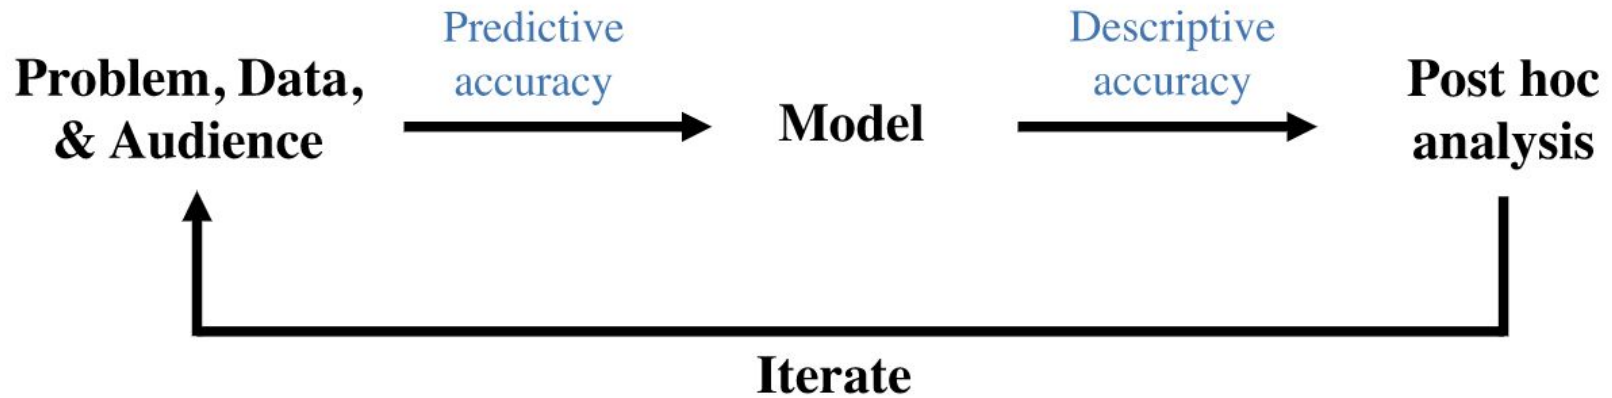 Problem, Data,
& Audience
Predictive
accuracy
Model
Descriptive
accuracy
Post hoc
analysis
Iterate